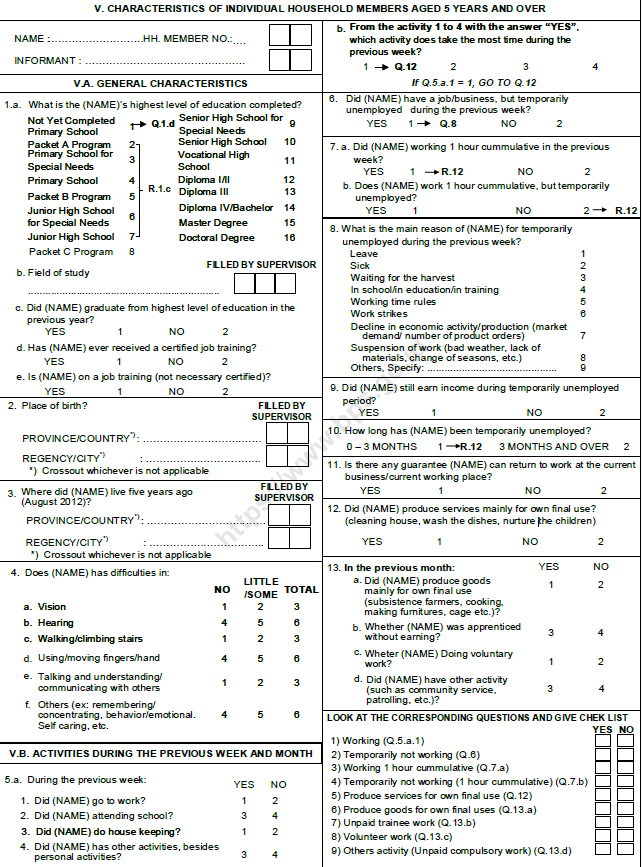 V. CHARACTERISTICS OF INDIVIDUAL HOUSEHOLD MEMBERS AGED 5 YEARS AND OVER
NAME :............................HH. MEMBER NO.:....
INFORMANT : ........................................
V.A. GENERAL CHARACTERISTICS
1.a. What is the (NAME)'s highest level of education completed?
Not Yet Completed Primary School 1 → Q.1.d
Packet A Program 2
Primary School for Special Needs 3
Primary School 4
Packet B Program 5
R.1.c
Junior High School for Special Needs 6
Junior High School 7
Packet C Program 8
Senior High School for Special Needs 9
Senior High School 10
Vocational High School 11
Diploma I/II 12
Diploma III 13
Diploma IV/Bachelor 14
Master Degree 15
Doctoral Degree 16
FILLED BY SUPERVISOR
b. Field of study
........................................................
c. Did (NAME) graduate from highest level of education in the
previous year?
YES 1 NO 2
d. Has (NAME) ever received a certified job training?
YES 1 NO 2
e. Is (NAME) on a job training (not necessary certified)?
YES 1 NO 2
2. Place of birth?
FILLED BY
SUPERVISOR
PROVINCE/COUNTRY*) : ................................
REGENCY/CITY*) : ................................
*) Crossout whichever is not applicable
3. Where did (NAME) live five years ago
(August 2012)?
FILLED BY
SUPERVISOR
PROVINCE/COUNTRY*) : ................................
REGENCY/CITY*) : ................................
*) Crossout whichever is not applicable
4. Does (NAME) has difficulties in:
NO LITTLE /SOME TOTAL
a. Vision 1 2 3
b. Hearing 4 5 6
c. Walking/climbing stairs 1 2 3
d. Using/moving fingers/hand 4 5 6
e. Talking and understanding/
communicating with others 1 2 3
f. Others (ex: remembering/
concentrating, behavior/emotional. 4 5 6
Self caring, etc.
V.B. ACTIVITIES DURING THE PREVIOUS WEEK AND MONTH
5.a. During the previous week: YES NO
1. Did (NAME) go to work? 1 2
2. Did (NAME) attending school? 3 4
3. Did (NAME) do house keeping? 1 2
4. Did (NAME) has other activities, besides
personal activities? 3 4
b. From the activity 1 to 4 with the answer "YES",
which activity does take the most time during the
previous week?
1 → Q.12 2 3 4
If Q.5.a.1 = 1, GO TO Q.12
6. Did (NAME) have a job/business, but temporarily
unemployed during the previous week?
YES 1 → Q.8 NO 2
7. a. Did (NAME) working 1 hour cummulative in the previous
week?
YES 1 → R.12 NO 2
b. Does (NAME) work 1 hour cummulative, but temporarily
unemployed?
YES 1 NO 2 → R.12
8. What is the main reason of (NAME) for temporarily
unemployed during the previous week?
Leave 1
Sick 2
Waiting for the harvest 3
In school/in education/in training 4
Working time rules 5
Work strikes 6
Decline in economic activity/production (market
demand/ number of product orders) 7
Suspension of work (bad weather, lack of
materials, change of seasons, etc.) 8
Others, Specify: ............................................ 9
9. Did (NAME) still earn income during temporarily unemployed
period?
YES 1 NO 2
10. How long has (NAME) been temporarily unemployed?
0 – 3 MONTHS 1 → R.12 3 MONTHS AND OVER 2
11. Is there any guarantee (NAME) can return to work at the current
business/current working place?
YES 1 NO 2
12. Did (NAME) produce services mainly for own final use?
(cleaning house, wash the dishes, nurture the children)
YES 1 NO 2
13. In the previous month: YES NO
a. Did (NAME) produce goods
mainly for own final use 1 2
(subsistence farmers, cooking,
making furnitures, cage etc.)?
b. Whether (NAME) was apprenticed
without earning? 3 4
c. Wheter (NAME) Doing voluntary
work? 1 2
d. Did (NAME) have other activity
(such as community service, 3 4
patrolling, etc.)?
LOOK AT THE CORRESPONDING QUESTIONS AND GIVE CHEK LIST
YES NO
1) Working (Q.5.a.1)
2) Temporarily not working (Q.6)
3) Working 1 hour cummulative (Q.7.a)
4) Temporarily not working (1 hour cummulative) (Q.7.b)
5) Produce services for own final use (Q.12)
6) Produce goods for own final uses (Q.13.a)
7) Unpaid trainee work (Q.13.b)
8) Volunteer work (Q.13.c)
9) Others activity (Unpaid compulsory work) (Q.13.d)